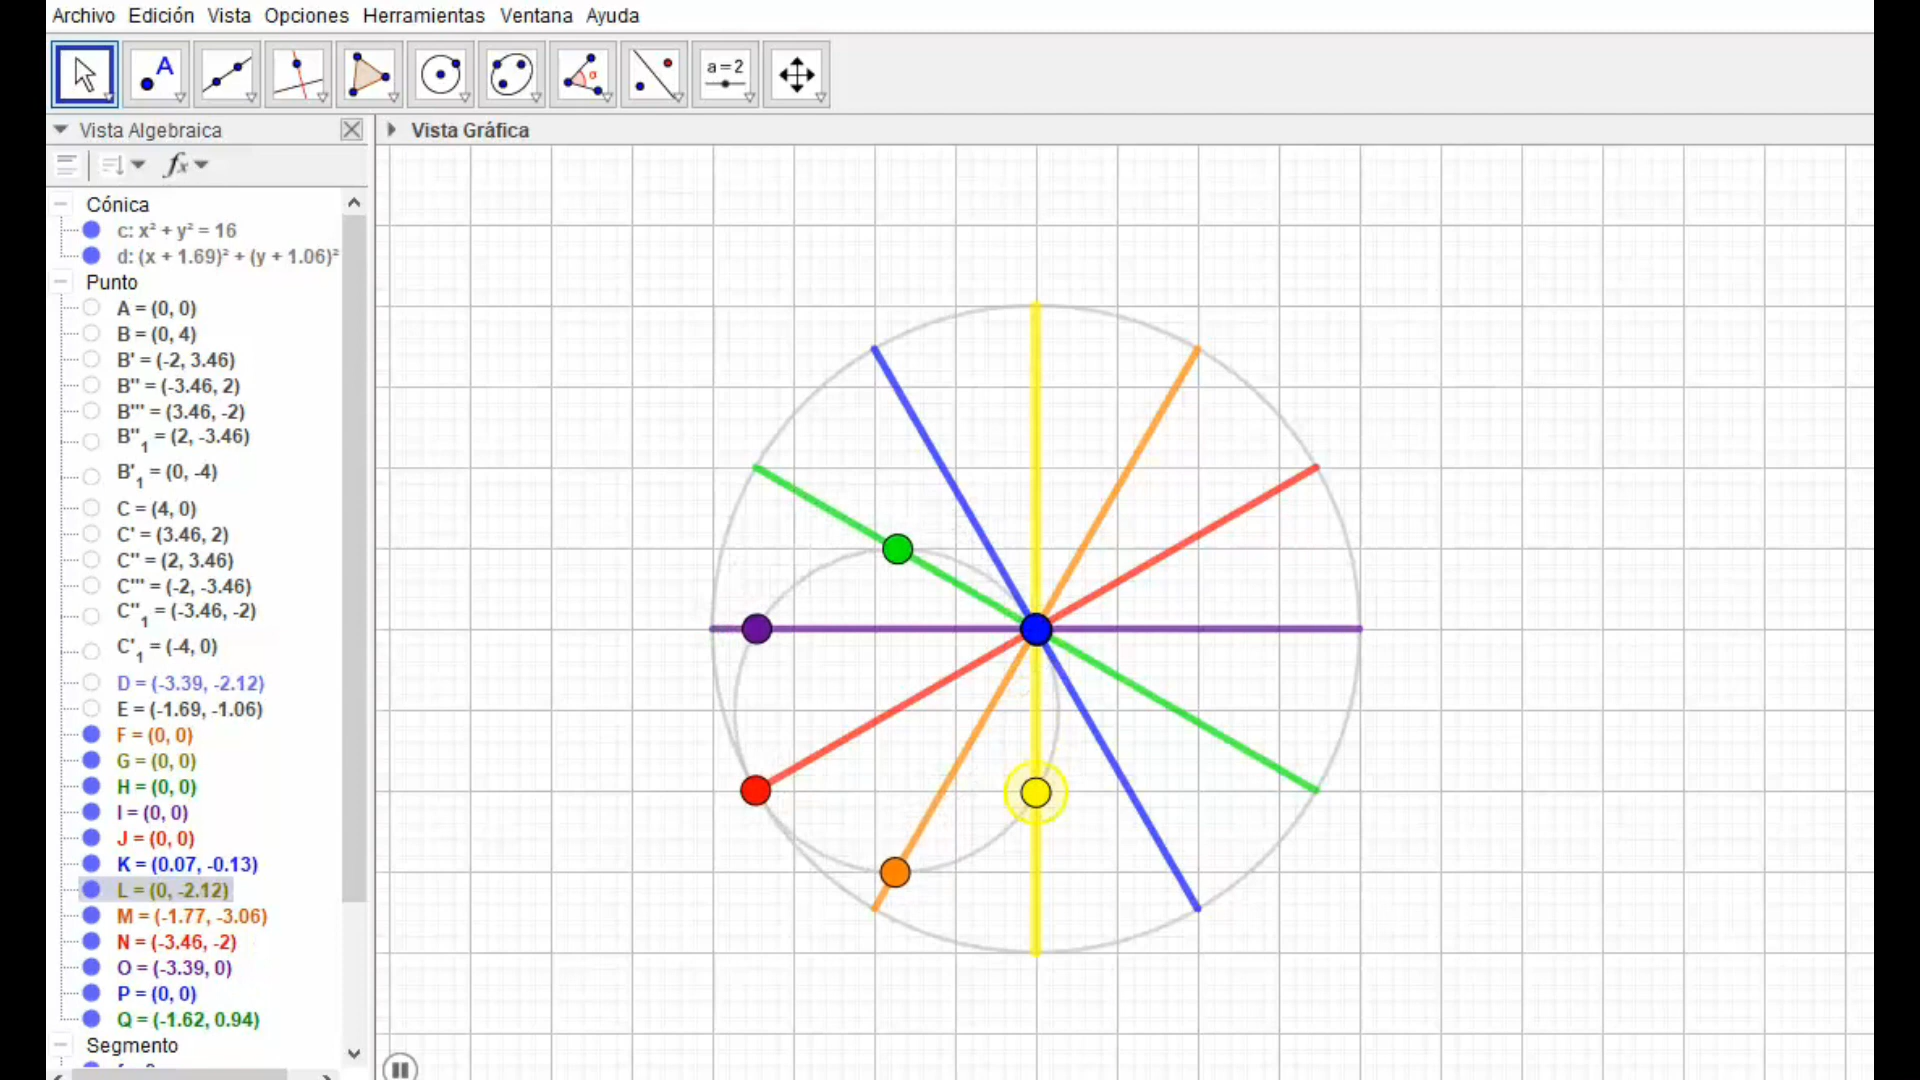 Archivo Edición Vista Opciones Herramientas Ventana Ayuda
A
α
a = 2
Vista Algebraica
Vista Gráfica
fx
Cónica
c: x² + y² = 16
d: (x + 1.69)² + (y + 1.06)²
Punto
A = (0, 0)
B = (0, 4)
B' = (-2, 3.46)
B'' = (-3.46, 2)
B''' = (3.46, -2)
B''₁ = (2, -3.46)
B'₁ = (0, -4)
C = (4, 0)
C' = (3.46, 2)
C'' = (2, 3.46)
C''' = (-2, -3.46)
C''₁ = (-3.46, -2)
C'₁ = (-4, 0)
D = (-3.39, -2.12)
E = (-1.69, -1.06)
F = (0, 0)
G = (0, 0)
H = (0, 0)
I = (0, 0)
J = (0, 0)
K = (0.07, -0.13)
L = (0, -2.12)
M = (-1.77, -3.06)
N = (-3.46, -2)
O = (-3.39, 0)
P = (0, 0)
Q = (-1.62, 0.94)
Segmento